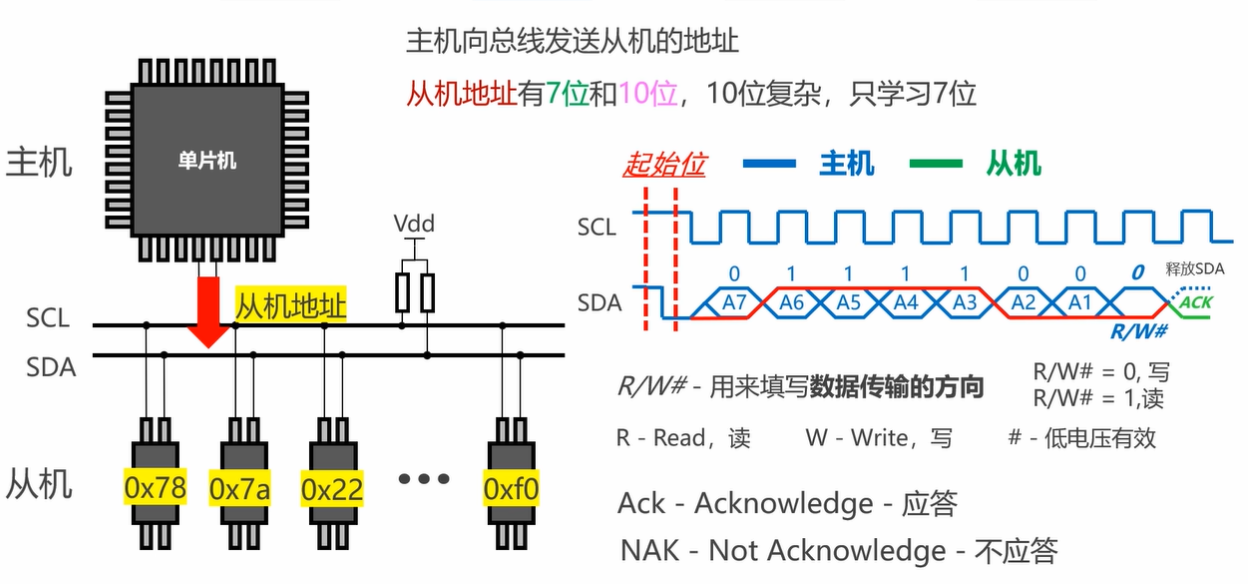 主机向总线发送从机的地址
从机地址有7位和10位，10位复杂，只学习7位
主机
单片机
起始位
主机
从机
Vdd
SCL
0 1 1 1 1 0 0 0
释放SDA
SDA
A7 A6 A5 A4 A3 A2 A1
ACK
R/W#
从机地址
SCL
SDA
R/W# - 用来填写数据传输的方向
R/W# = 0, 写
R/W# = 1,读
R - Read，读
W - Write，写
# - 低电压有效
从机
0x78
0x7a
0x22
•••
0xf0
Ack - Acknowledge - 应答
NAK - Not Acknowledge - 不应答